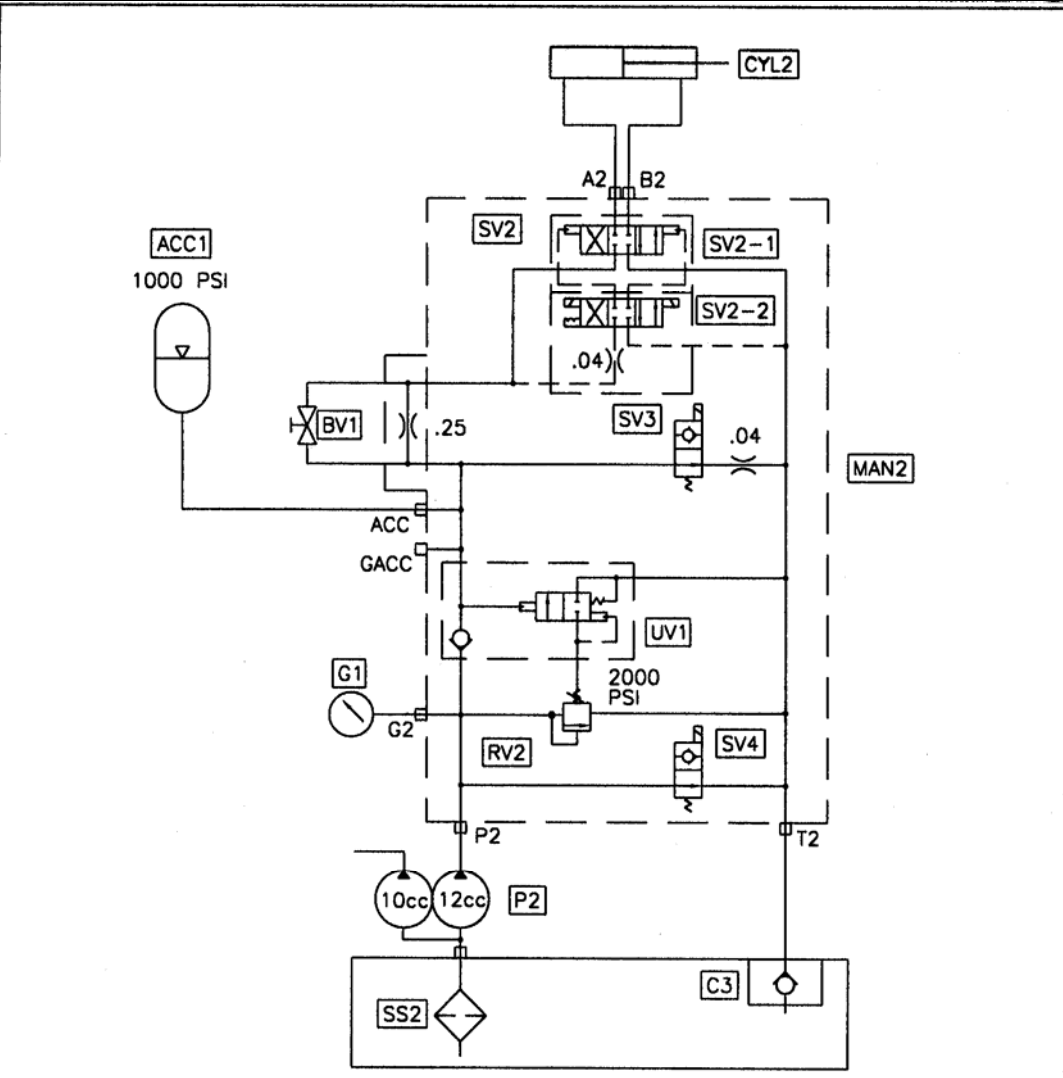 CYL2
A2
B2
SV2
SV2-1
ACC1
1000 PSI
SV2-2
.04
SV3
BV1
.25
.04
MAN2
ACC
GACC
UV1
G1
2000
PSI
G2
RV2
SV4
P2
T2
10cc
12cc
P2
C3
SS2